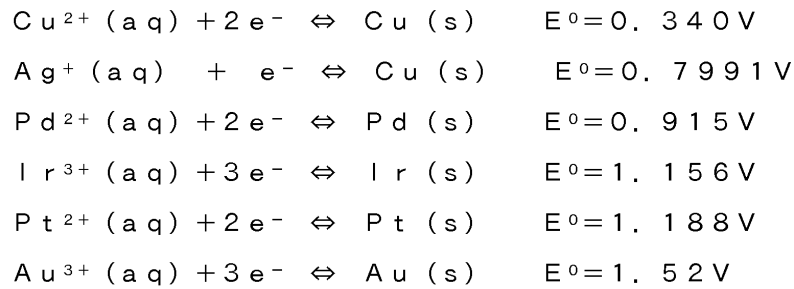 Cu²⁺(aq)+2e⁻ ⇔ Cu(s) E⁰=0.340V
Ag⁺(aq) + e⁻ ⇔ Cu(s) E⁰=0.7991V
Pd²⁺(aq)+2e⁻ ⇔ Pd(s) E⁰=0.915V
Ir³⁺(aq)+3e⁻ ⇔ Ir(s) E⁰=1.156V
Pt²⁺(aq)+2e⁻ ⇔ Pt(s) E⁰=1.188V
Au³⁺(aq)+3e⁻ ⇔ Au(s) E⁰=1.52V